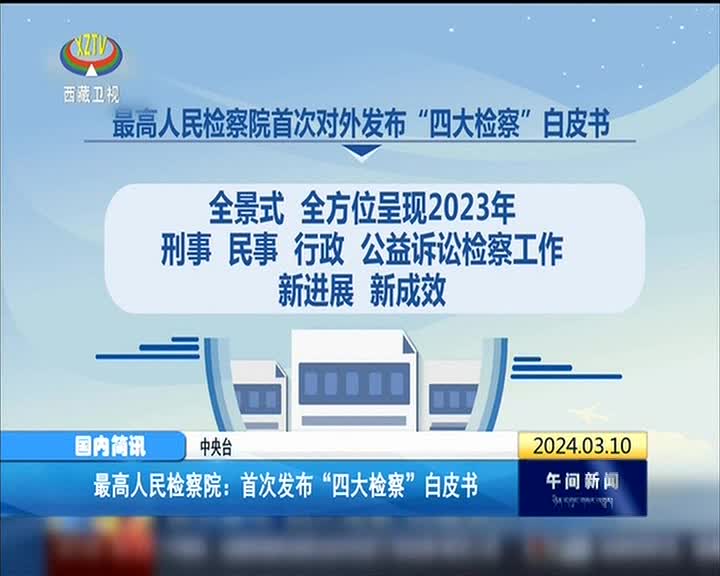 XZTV
西藏卫视
最高人民检察院首次对外发布“四大检察”白皮书
全景式 全方位呈现2023年
刑事 民事 行政 公益诉讼检察工作
新进展 新成效
国内简讯
中央台
2024.03.10
最高人民检察院：首次发布“四大检察”白皮书
午间新闻